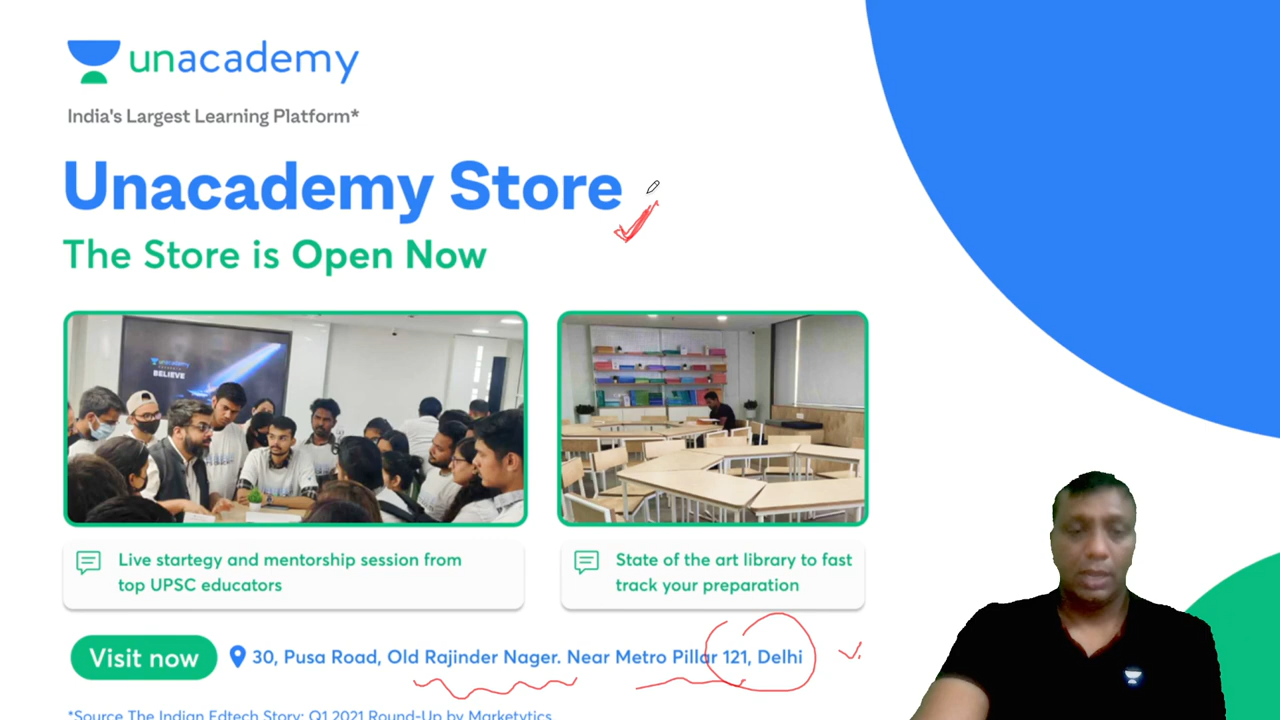 unacademy
India's Largest Learning Platform*
Unacademy Store
The Store is Open Now
unacademy
BELIEVE
Live startegy and mentorship session from
top UPSC educators
State of the art library to fast
track your preparation
Visit now
30, Pusa Road, Old Rajinder Nager. Near Metro Pillar 121, Delhi
*Source The Indian Edtech Story: Q1 2021 Round-Up by Marketytics